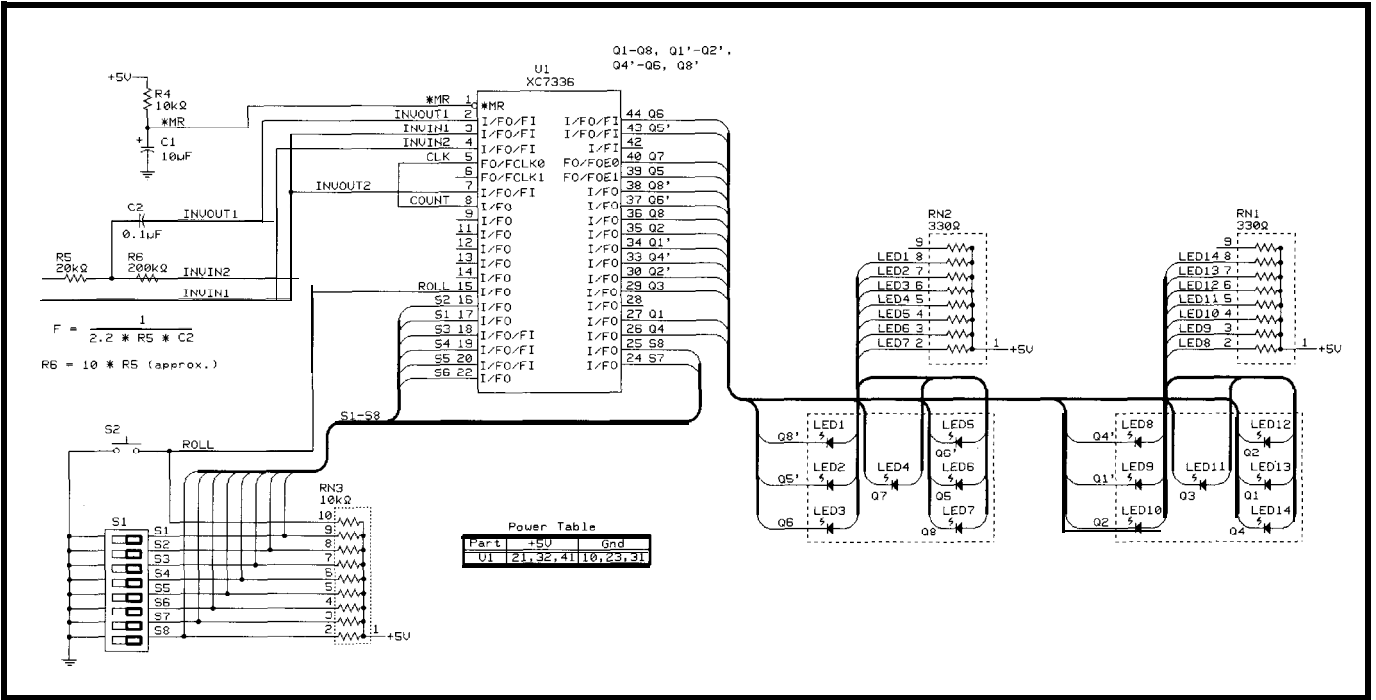 Q1-Q8, Q1'-Q2',
Q4'-Q6, Q8'
U1
XC7336
+5V
R4
10kΩ
*MR
C1
+
10µF
*MR 1 *MR
INVOUT1 2 I/FO/FI
INVIN1 3 I/FO/FI
INVIN2 4 I/FO/FI
CLK 5 FO/FCLK0
6 FO/FCLK1
INVOUT2 7 I/FO/FI
COUNT 8 I/FO
9 I/FO
11 I/FO
12 I/FO
13 I/FO
14 I/FO
ROLL 15 I/FO
S2 16 I/FO
S1 17 I/FO
S3 18 I/FO/FI
S4 19 I/FO/FI
S5 20 I/FO/FI
S6 22 I/FO
I/FO/FI 44 Q6
I/FO/FI 43 Q5'
I/FI 42
FO/FOE0 40 Q7
FO/FOE1 39 Q5
I/FO 38 Q8'
I/FO 37 Q6'
I/FO 36 Q8
I/FO 35 Q2
I/FO 34 Q1'
I/FO 33 Q4'
I/FO 30 Q2'
I/FO 29 Q3
I/FO 28
I/FO 27 Q1
I/FO 26 Q4
I/FO 25 S8
I/FO 24 S7
C2
INVOUT1
0.1µF
R5
20kΩ
R6
200kΩ
INVIN2
INVIN1
F = 1
2.2 * R5 * C2
R6 = 10 * R5 (approx.)
S1-S8
S2
ROLL
RN3
10kΩ
S1
10
S1 9
S2 8
S3 7
S4 6
S5 5
S6 4
S7 3
S8 2
1 +5V
Power Table
Part +5V Gnd
U1 21,32,41 10,23,31
RN2
330Ω
9
LED1 8
LED2 7
LED3 6
LED4 5
LED5 4
LED6 3
LED7 2
1 +5V
RN1
330Ω
9
LED14 8
LED13 7
LED12 6
LED11 5
LED10 4
LED9 3
LED8 2
1 +5V
LED1 LED5
Q8' Q6'
LED2 LED4 LED6
Q5' Q7 Q5
LED3 LED7
Q6 Q8
LED8 LED12
Q4' Q2
LED9 LED11 LED13
Q1' Q3 Q1
LED10 LED14
Q2 Q4